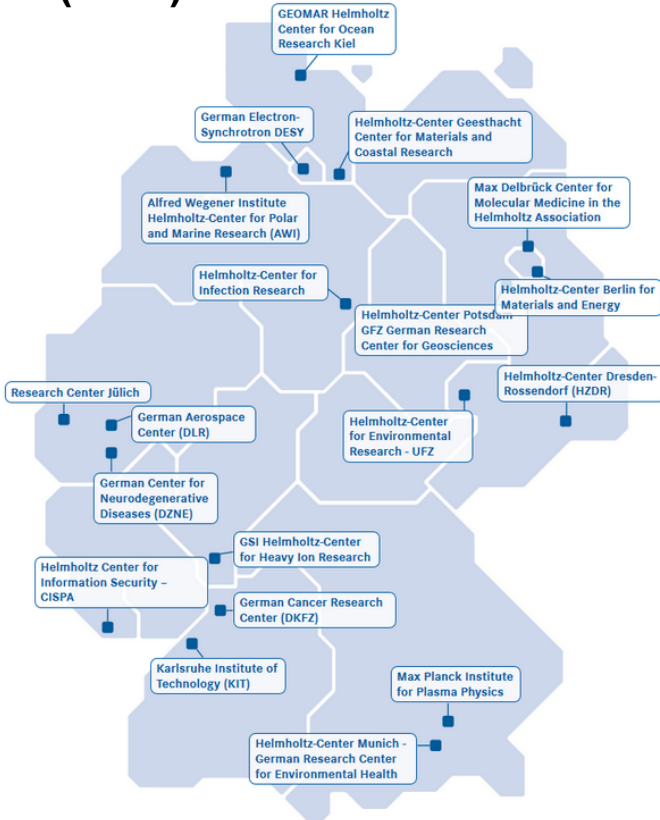 GEOMAR Helmholtz
Center for Ocean
Research Kiel
German Electron-
Synchrotron DESY
Helmholtz-Center Geesthacht
Center for Materials and
Coastal Research
Alfred Wegener Institute
Helmholtz-Center for Polar
and Marine Research (AWI)
Max Delbrück Center for
Molecular Medicine in the
Helmholtz Association
Helmholtz-Center for
Infection Research
Helmholtz-Center Berlin for
Materials and Energy
Helmholtz-Center Potsdam
GFZ German Research
Center for Geosciences
Research Center Jülich
German Aerospace
Center (DLR)
Helmholtz-Center Dresden-
Rossendorf (HZDR)
Helmholtz-Center
for Environmental
Research - UFZ
German Center for
Neurodegenerative
Diseases (DZNE)
GSI Helmholtz-Center
for Heavy Ion Research
Helmholtz Center for
Information Security –
CISPA
German Cancer Research
Center (DKFZ)
Karlsruhe Institute of
Technology (KIT)
Max Planck Institute
for Plasma Physics
Helmholtz-Center Munich -
German Research Center
for Environmental Health